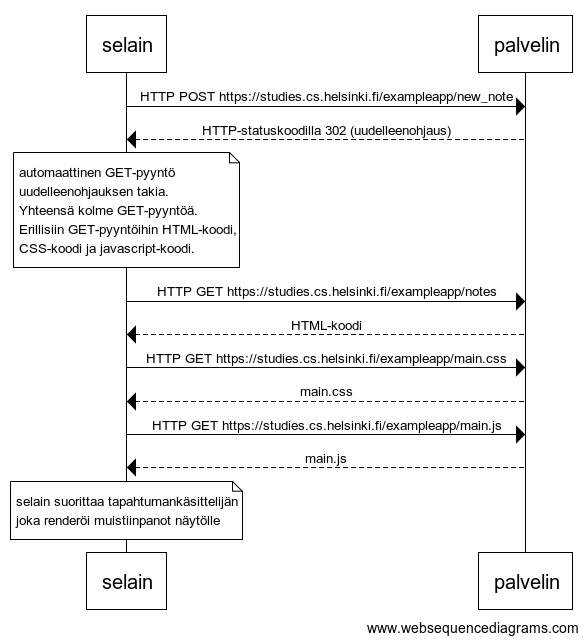 selain palvelin
HTTP POST https://studies.cs.helsinki.fi/exampleapp/new_note
HTTP-statuskoodilla 302 (uudelleenohjaus)
automaattinen GET-pyyntö
uudelleenohjauksen takia.
Yhteensä kolme GET-pyyntöä.
Erillisiin GET-pyyntöihin HTML-koodi,
CSS-koodi ja javascript-koodi.
HTTP GET https://studies.cs.helsinki.fi/exampleapp/notes
HTML-koodi
HTTP GET https://studies.cs.helsinki.fi/exampleapp/main.css
main.css
HTTP GET https://studies.cs.helsinki.fi/exampleapp/main.js
main.js
selain suorittaa tapahtumankäsittelijän
joka renderöi muistiinpanot näytölle
selain palvelin
www.websequencediagrams.com